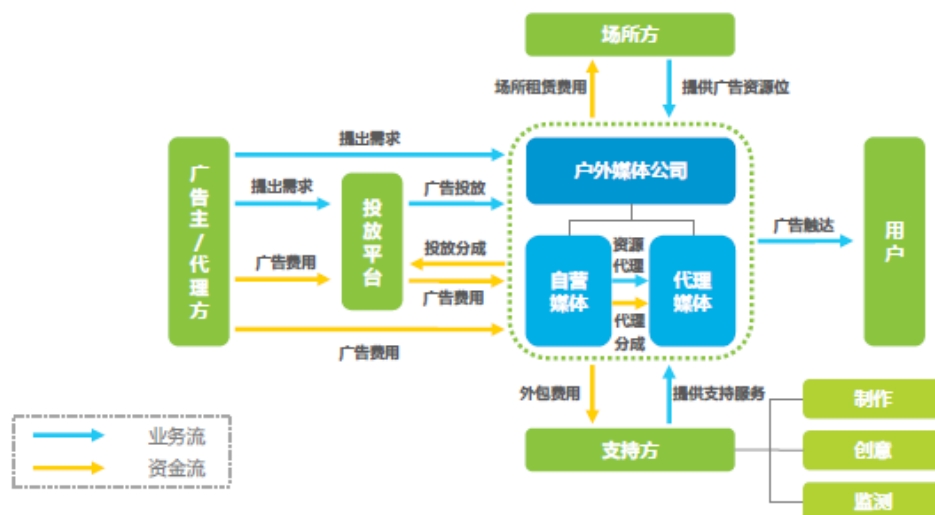 场所方
场所租赁费用
提供广告资源位
提出需求
户外媒体公司
广告主/代理方
提出需求
投放平台
广告投放
用户
广告触达
投放分成
资源
代理
自营
媒体
代理
媒体
广告费用
广告费用
代理
分成
广告费用
外包费用
提供支持服务
制作
业务流
支持方
创意
资金流
监测